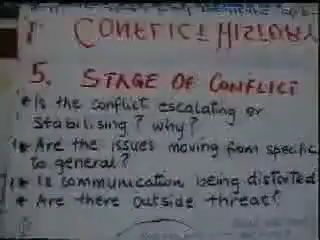 CONFLICT HISTORY
5. STAGE OF CONFLICT
* Is the conflict escalating or
stabilising? why?
* Are the issues moving from specific
to general?
* Is communication being distorted
* Are there outside threat?